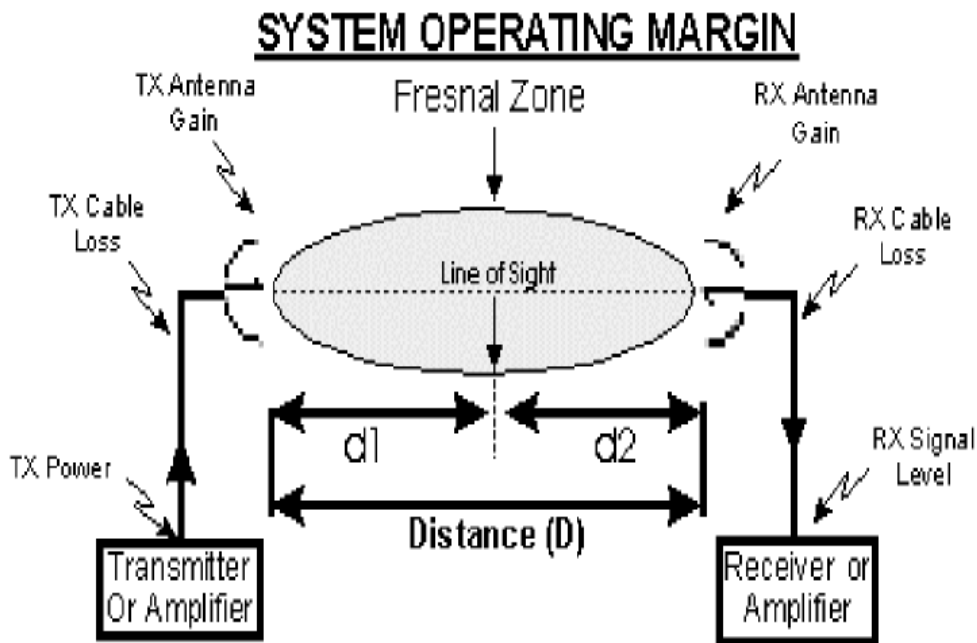 SYSTEM OPERATING MARGIN
TX Antenna
Gain
Fresnal Zone
RX Antenna
Gain
TX Cable
Loss
RX Cable
Loss
Line of Sight
d1
d2
TX Power
RX Signal
Level
Distance (D)
Transmitter
Or Amplifier
Receiver or
Amplifier